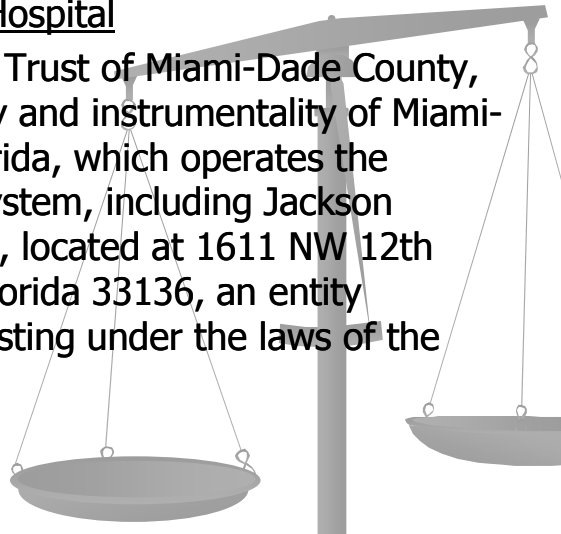 Hospital
Trust of Miami-Dade County,
and instrumentality of Miami-
rida, which operates the
ystem, including Jackson
, located at 1611 NW 12th
orida 33136, an entity
sting under the laws of the